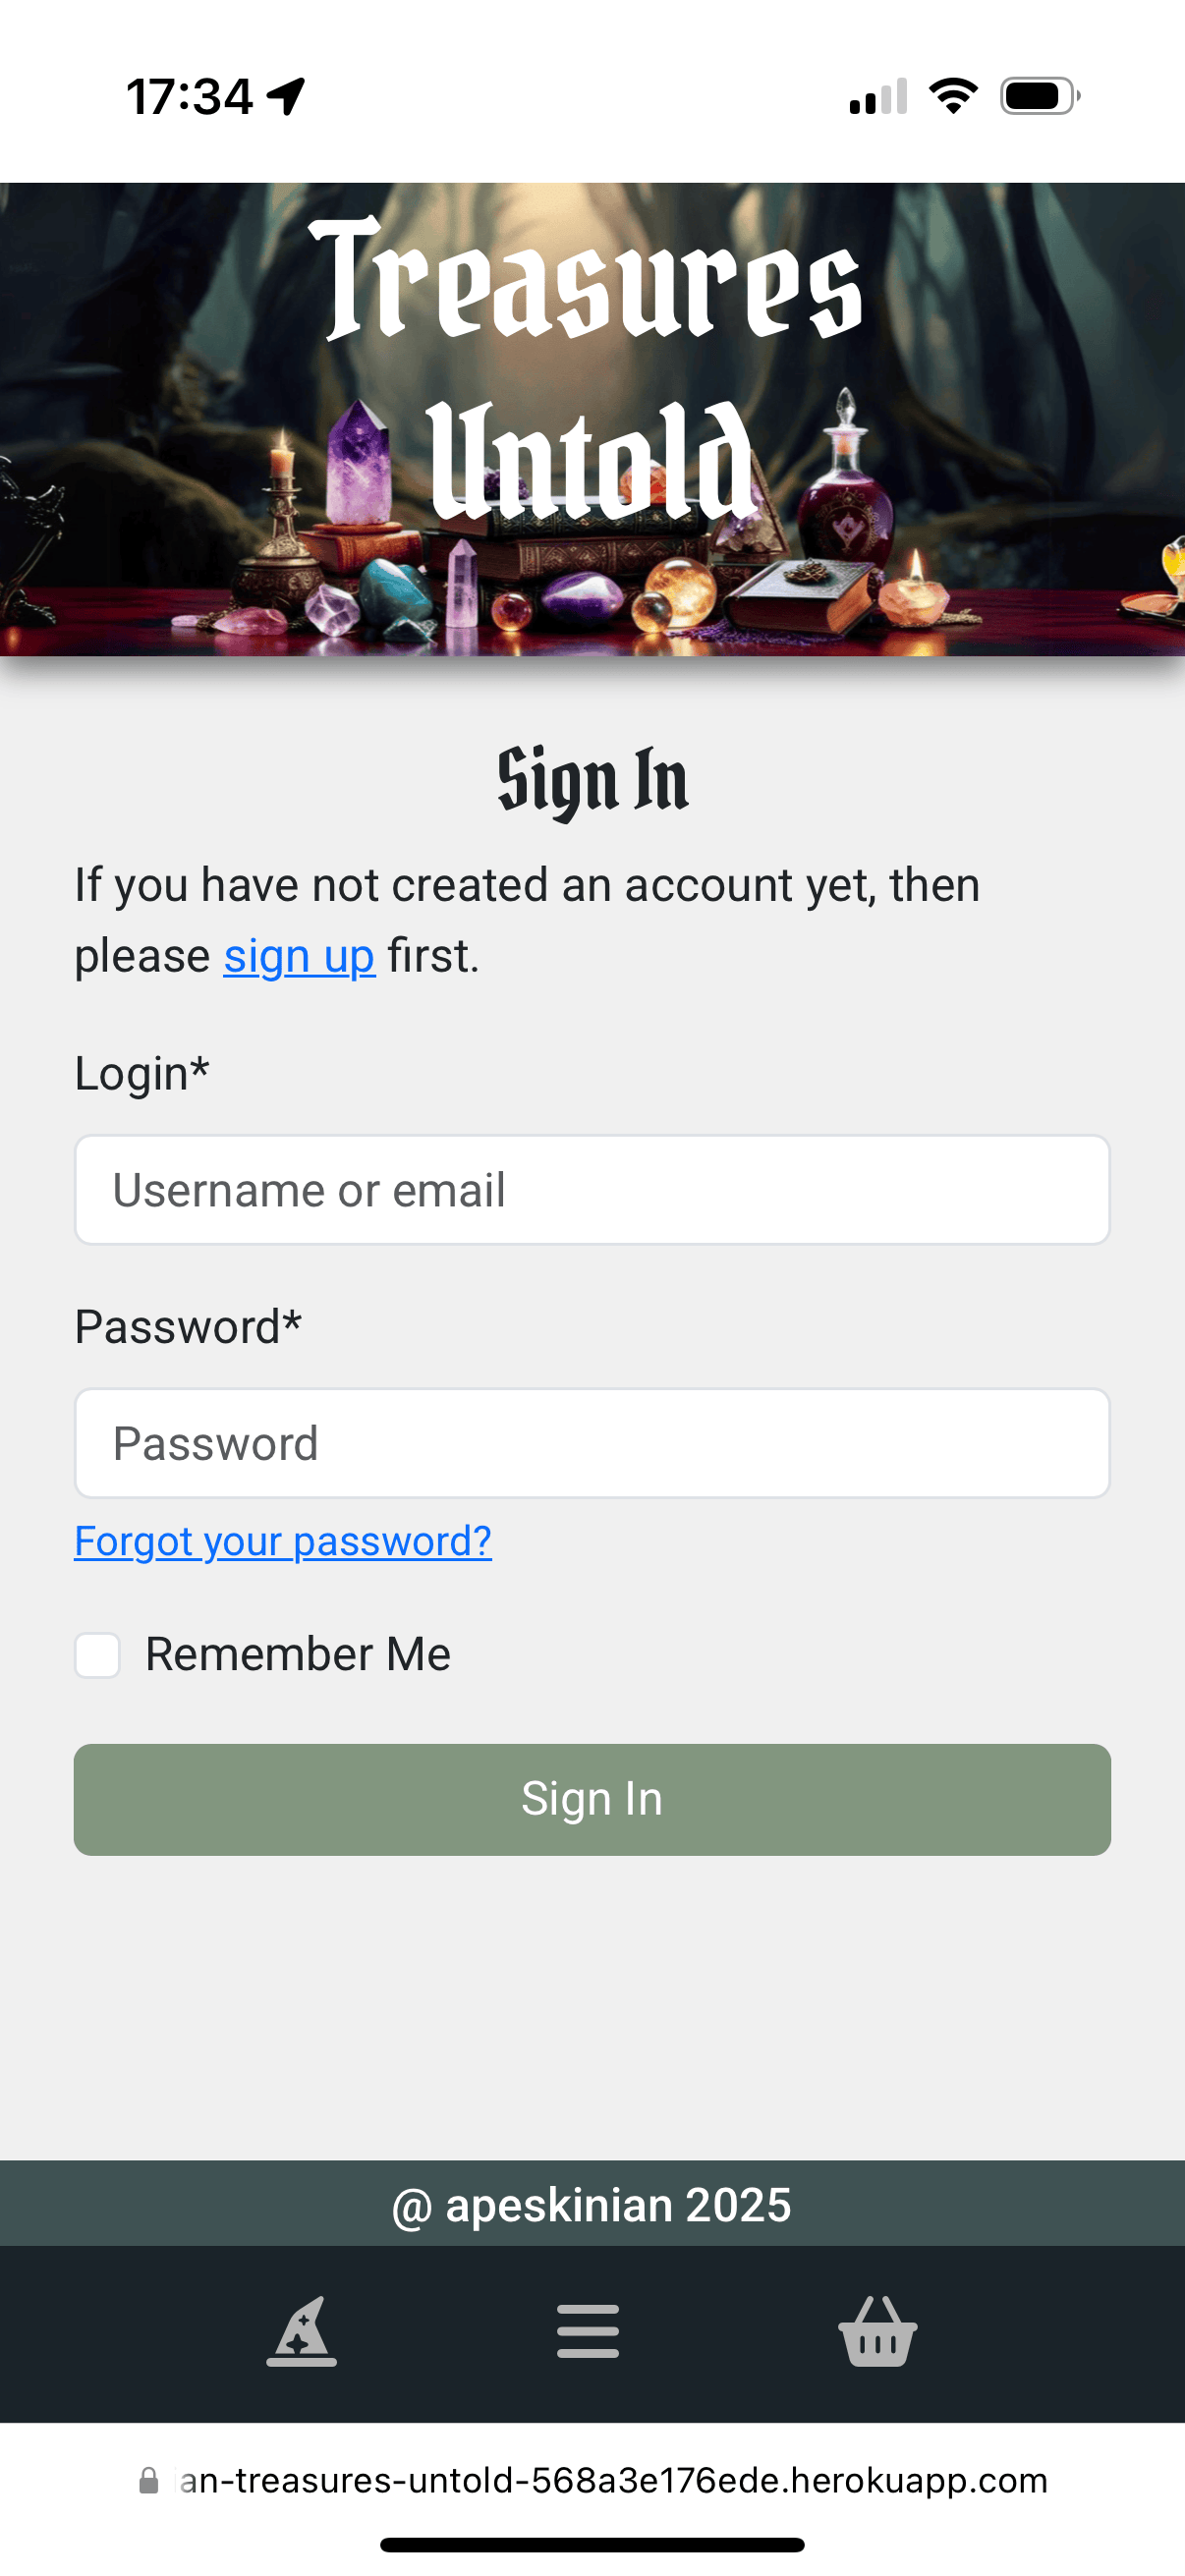 17:34
Treasures
Untold
Sign In
If you have not created an account yet, then
please sign up first.
Login*
Username or email
Password*
Password
Forgot your password?
Remember Me
Sign In
@ apeskinian 2025
an-treasures-untold-568a3e176ede.herokuapp.com